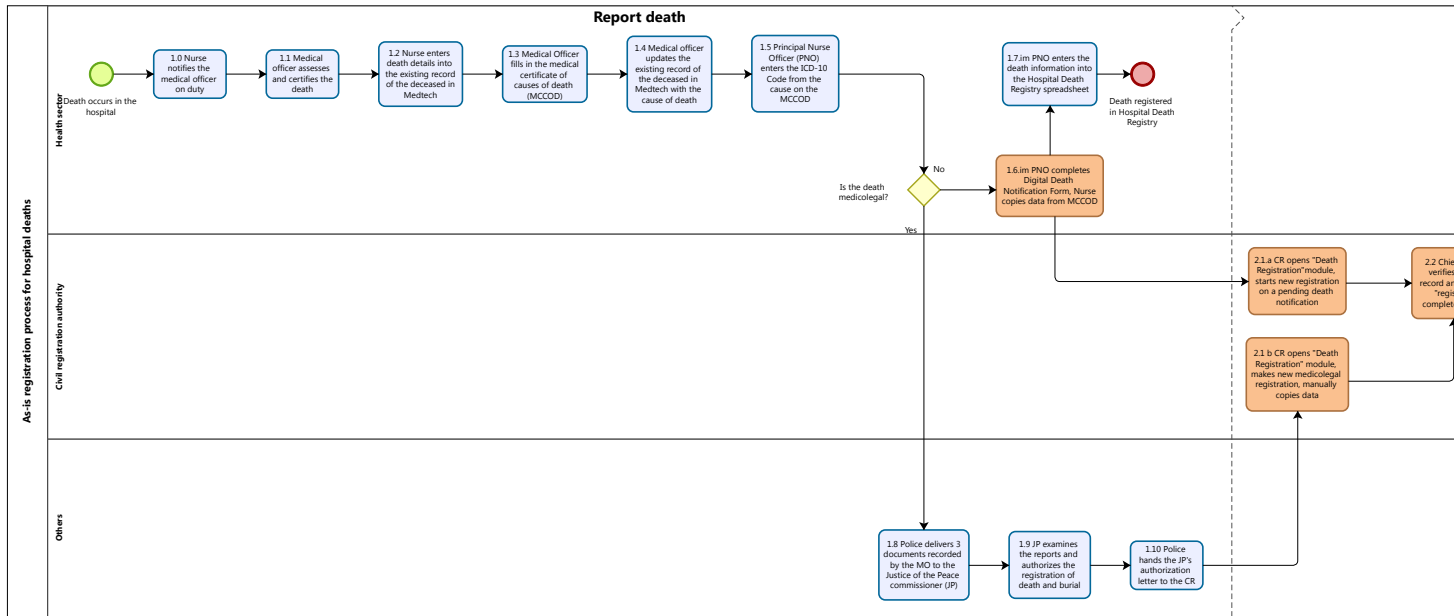 Report death
As-is registration process for hospital deaths
Health sector
Death occurs in the
hospital
1.0 Nurse
notifies the
medical officer
on duty
1.1 Medical
officer assesses
and certifies the
death
1.2 Nurse enters
death details into
the existing record
of the deceased in
Medtech
1.3 Medical Officer
fills in the medical
certificate of
causes of death
(MCCOD)
1.4 Medical officer
updates the
existing record of
the deceased in
Medtech with the
cause of death
1.5 Principal Nurse
Officer (PNO)
enters the ICD-10
Code from the
cause on the
MCCOD
1.7.im PNO enters the
death information into
the Hospital Death
Registry spreadsheet
Death registered
in Hospital Death
Registry
Is the death
medicolegal?
No
Yes
1.6.im PNO completes
Digital Death
Notification Form, Nurse
copies data from MCCOD
Civil registration authority
2.1.a CR opens "Death
Registration"module,
starts new registration
on a pending death
notification
2.2 Chie
verifies
record an
"regis
complete
2.1 b CR opens "Death
Registration" module,
makes new medicolegal
registration, manually
copies data
Others
1.8 Police delivers 3
documents recorded
by the MO to the
Justice of the Peace
commissioner (JP)
1.9 JP examines
the reports and
authorizes the
registration of
death and burial
1.10 Police
hands the JP's
authorization
letter to the CR